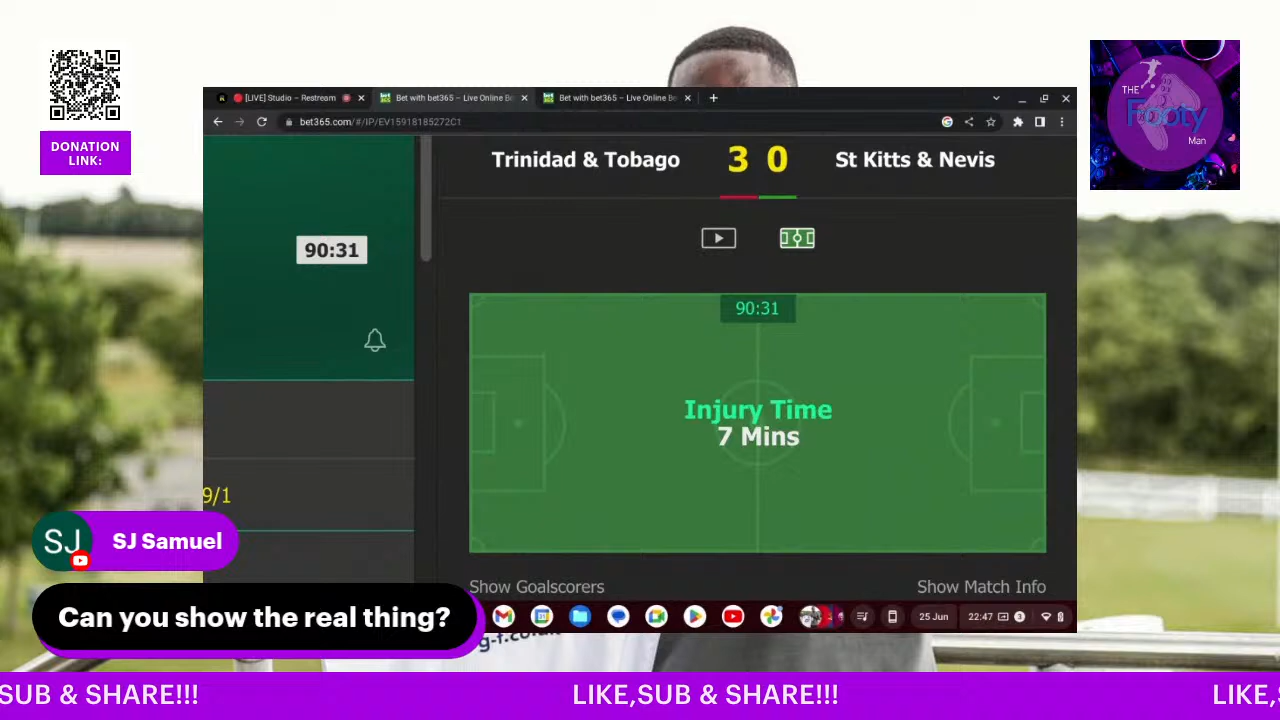 DONATION
LINK:
[LIVE] Studio – Restream
Bet with bet365 – Live Online Be
Bet with bet365 – Live Online Be
bet365.com/#/IP/EV15918185272C1
THE
Footy
Man
Trinidad & Tobago
3 0
St Kitts & Nevis
90:31
90:31
Injury Time
7 Mins
9/1
Show Goalscorers
Show Match Info
SJ
SJ Samuel
Can you show the real thing?
25 Jun
22:47
SUB & SHARE!!!
LIKE,SUB & SHARE!!!
LIKE,